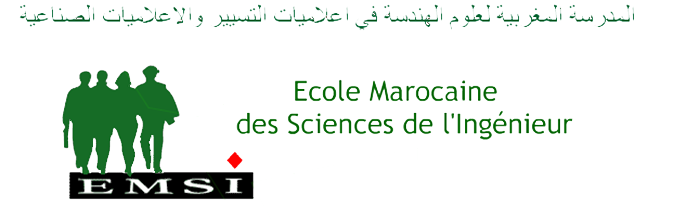 المدرسة المغربية لعلوم الهندسة في اعلاميات التسيير والاعلاميات الصناعية
Ecole Marocaine
des Sciences de l'Ingénieur
EMSi